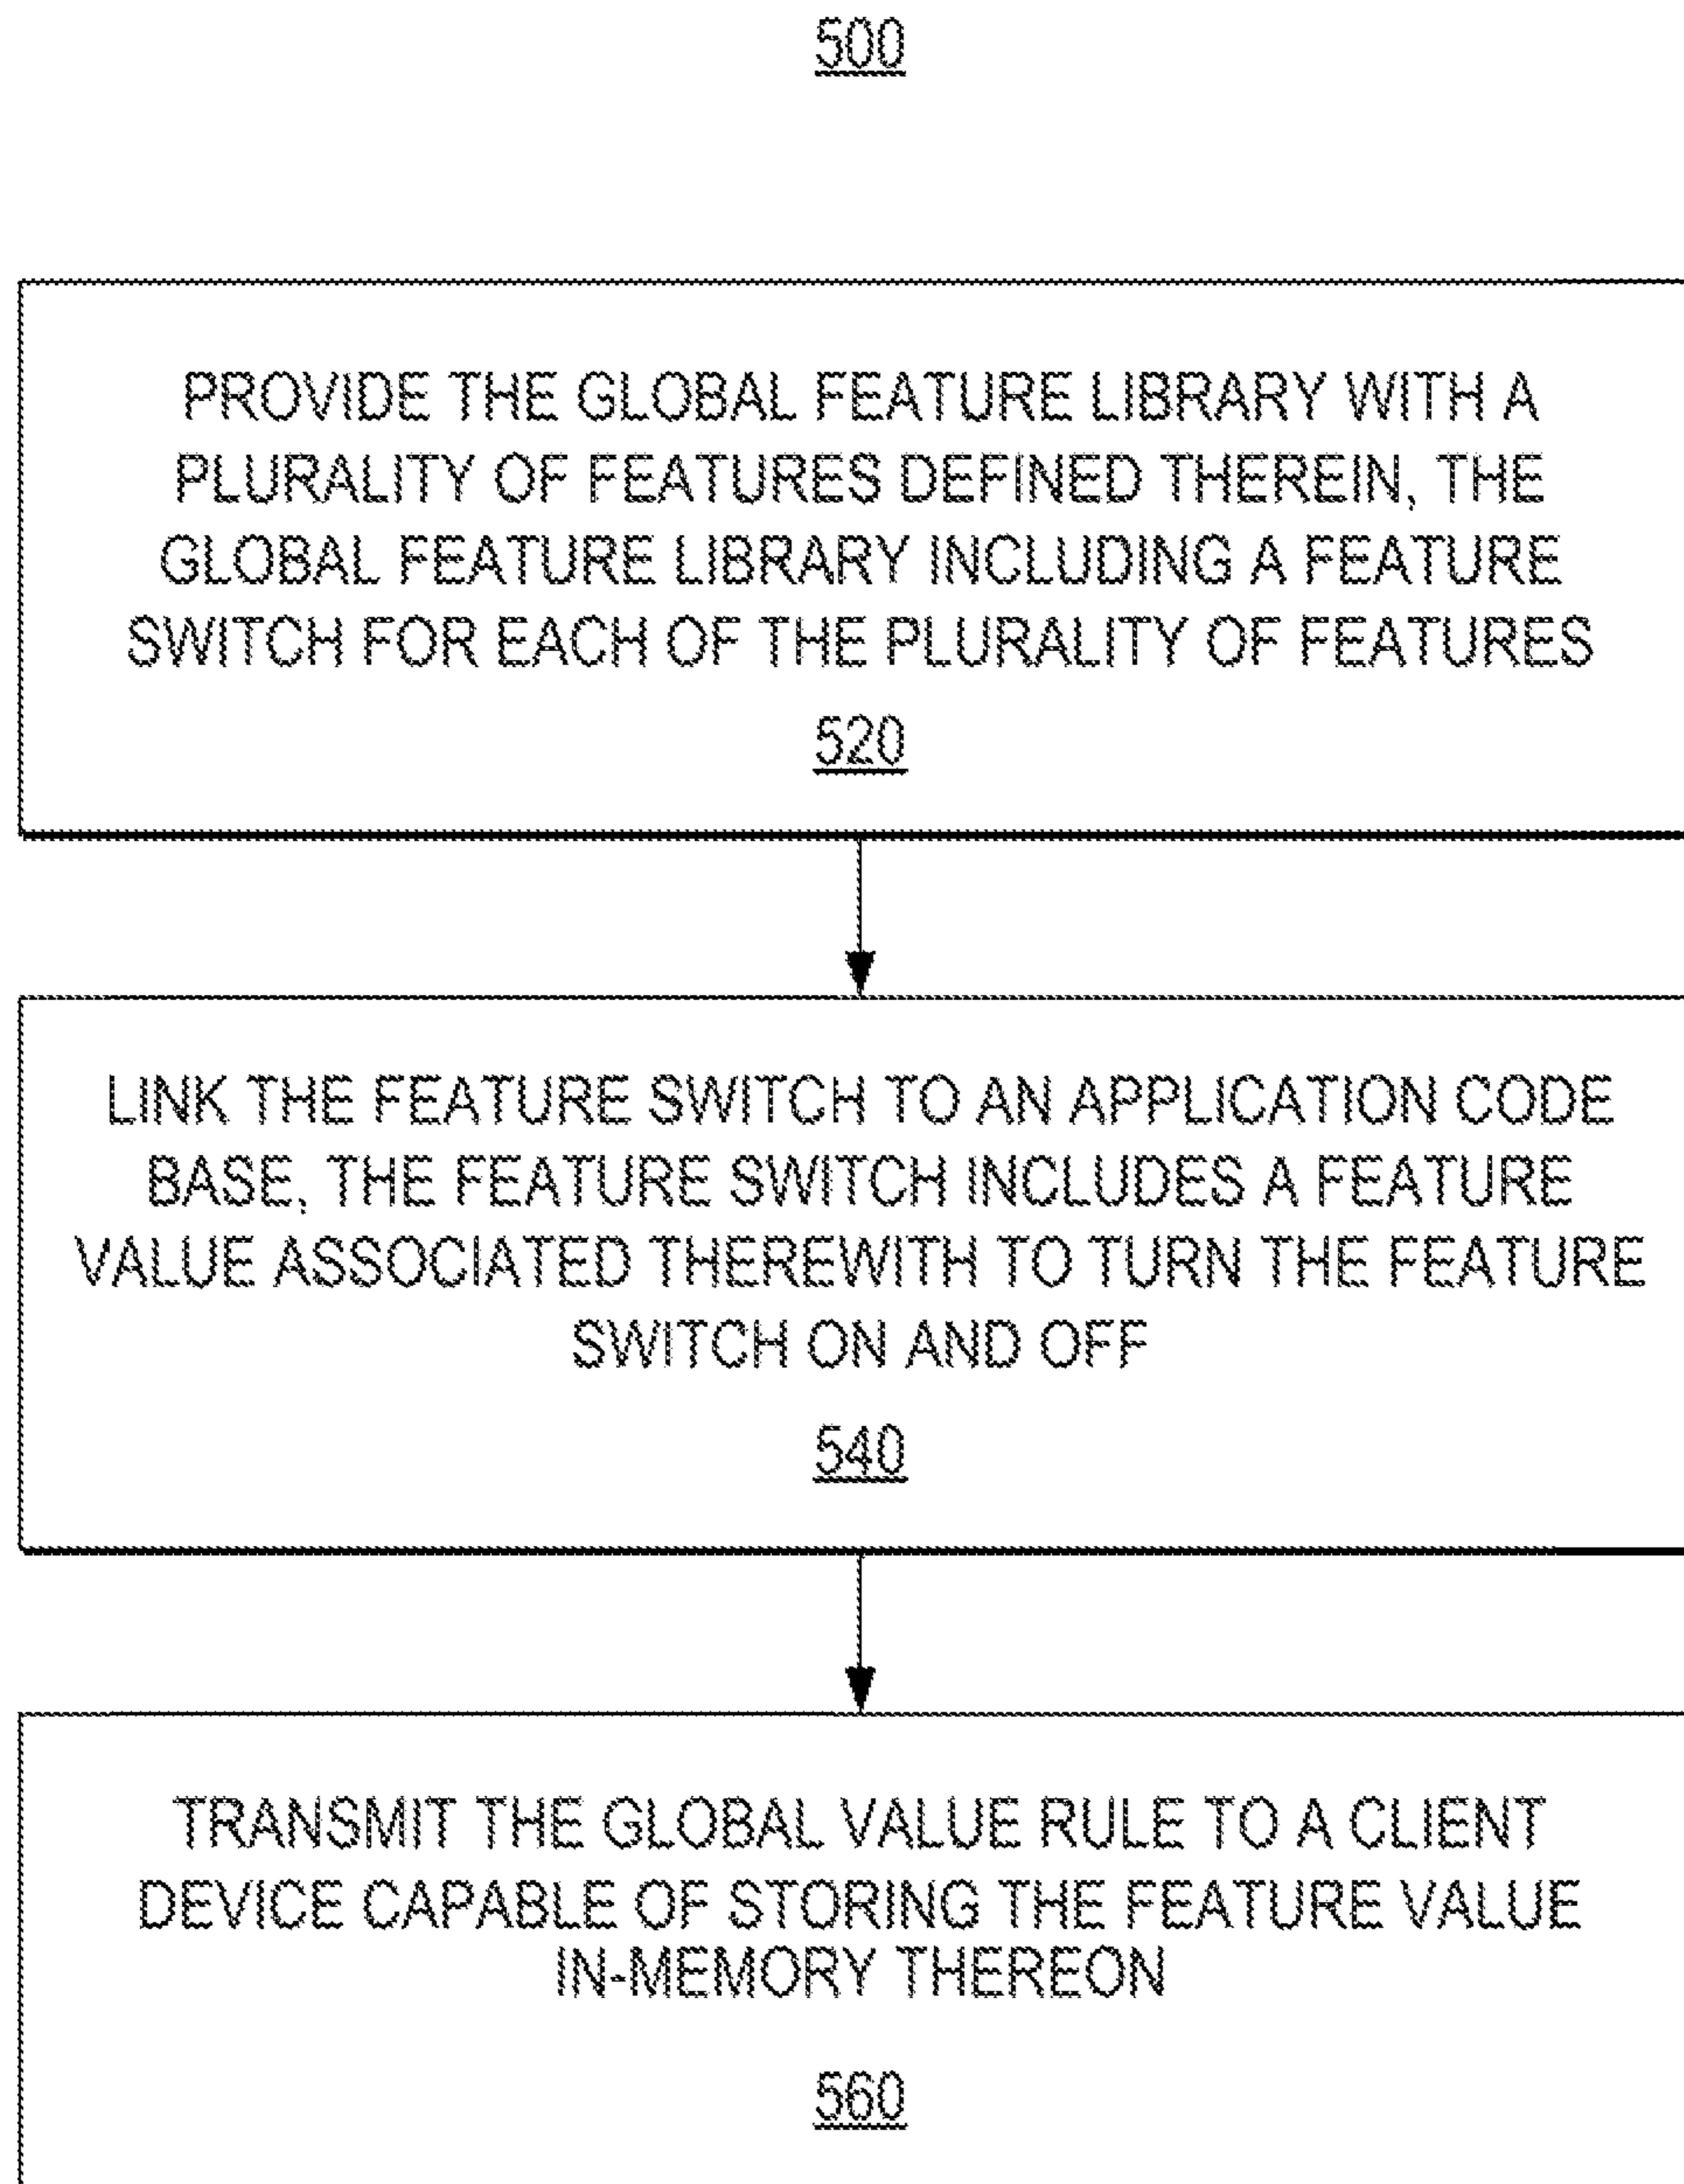 500
PROVIDE THE GLOBAL FEATURE LIBRARY WITH A
PLURALITY OF FEATURES DEFINED THEREIN, THE
GLOBAL FEATURE LIBRARY INCLUDING A FEATURE
SWITCH FOR EACH OF THE PLURALITY OF FEATURES
520
LINK THE FEATURE SWITCH TO AN APPLICATION CODE
BASE, THE FEATURE SWITCH INCLUDES A FEATURE
VALUE ASSOCIATED THEREWITH TO TURN THE FEATURE
SWITCH ON AND OFF
540
TRANSMIT THE GLOBAL VALUE RULE TO A CLIENT
DEVICE CAPABLE OF STORING THE FEATURE VALUE
IN-MEMORY THEREON
560